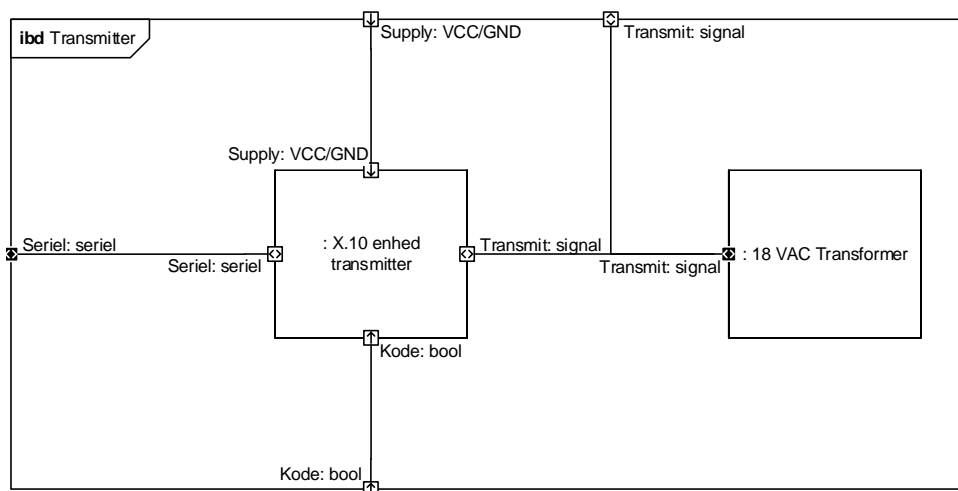 ibd Transmitter
Supply: VCC/GND
Transmit: signal
Supply: VCC/GND
Seriel: seriel
Seriel: seriel
: X.10 enhed
transmitter
Transmit: signal
Transmit: signal
: 18 VAC Transformer
Kode: bool
Kode: bool